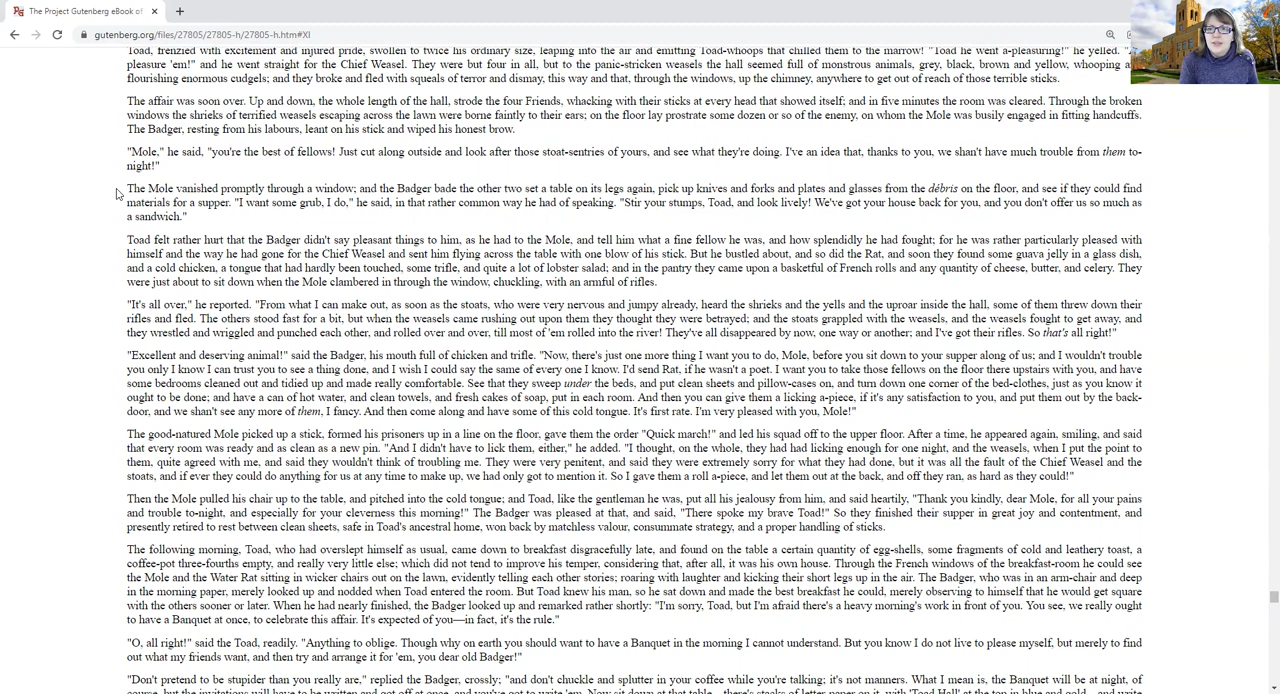 The Project Gutenberg eBook of
gutenberg.org/files/27805/27805-h/27805-h.htm#XI
Toad, frenzied with excitement and injured pride, swollen to twice his ordinary size, leaping into the air and emitting Toad-whoops that chilled them to the marrow! "Toad he went a-pleasuring!" he yelled.
pleasure 'em!" and he went straight for the Chief Weasel. They were but four in all, but to the panic-stricken weasels the hall seemed full of monstrous animals, grey, black, brown and yellow, whooping
flourishing enormous cudgels; and they broke and fled with squeals of terror and dismay, this way and that, through the windows, up the chimney, anywhere to get out of reach of those terrible sticks.
The affair was soon over. Up and down, the whole length of the hall, strode the four Friends, whacking with their sticks at every head that showed itself; and in five minutes the room was cleared. Through the broken
windows the shrieks of terrified weasels escaping across the lawn were borne faintly to their ears; on the floor lay prostrate some dozen or so of the enemy, on whom the Mole was busily engaged in fitting handcuffs.
The Badger, resting from his labours, leant on his stick and wiped his honest brow.
"Mole," he said, "you're the best of fellows! Just cut along outside and look after those stoat-sentries of yours, and see what they're doing. I've an idea that, thanks to you, we shan't have much trouble from them to-
night!"
The Mole vanished promptly through a window; and the Badger bade the other two set a table on its legs again, pick up knives and forks and plates and glasses from the débris on the floor, and see if they could find
materials for a supper. "I want some grub, I do," he said, in that rather common way he had of speaking. "Stir your stumps, Toad, and look lively! We've got your house back for you, and you don't offer us so much as
a sandwich."
Toad felt rather hurt that the Badger didn't say pleasant things to him, as he had to the Mole, and tell him what a fine fellow he was, and how splendidly he had fought; for he was rather particularly pleased with
himself and the way he had gone for the Chief Weasel and sent him flying across the table with one blow of his stick. But he bustled about, and so did the Rat, and soon they found some guava jelly in a glass dish,
and a cold chicken, a tongue that had hardly been touched, some trifle, and quite a lot of lobster salad; and in the pantry they came upon a basketful of French rolls and any quantity of cheese, butter, and celery. They
were just about to sit down when the Mole clambered in through the window, chuckling, with an armful of rifles.
"It's all over," he reported. "From what I can make out, as soon as the stoats, who were very nervous and jumpy already, heard the shrieks and the yells and the uproar inside the hall, some of them threw down their
rifles and fled. The others stood fast for a bit, but when the weasels came rushing out upon them they thought they were betrayed; and the stoats grappled with the weasels, and the weasels fought to get away, and
they wrestled and wriggled and punched each other, and rolled over and over, till most of 'em rolled into the river! They've all disappeared by now, one way or another; and I've got their rifles. So that's all right!"
"Excellent and deserving animal!" said the Badger, his mouth full of chicken and trifle. "Now, there's just one more thing I want you to do, Mole, before you sit down to your supper along of us; and I wouldn't trouble
you only I know I can trust you to see a thing done, and I wish I could say the same of every one I know. I'd send Rat, if he wasn't a poet. I want you to take those fellows on the floor there upstairs with you, and have
some bedrooms cleaned out and tidied up and made really comfortable. See that they sweep under the beds, and put clean sheets and pillow-cases on, and turn down one corner of the bed-clothes, just as you know it
ought to be done; and have a can of hot water, and clean towels, and fresh cakes of soap, put in each room. And then you can give them a licking a-piece, if it's any satisfaction to you, and put them out by the back-
door, and we shan't see any more of them, I fancy. And then come along and have some of this cold tongue. It's first rate. I'm very pleased with you, Mole!"
The good-natured Mole picked up a stick, formed his prisoners up in a line on the floor, gave them the order "Quick march!" and led his squad off to the upper floor. After a time, he appeared again, smiling, and said
that every room was ready and as clean as a new pin. "And I didn't have to lick them, either," he added. "I thought, on the whole, they had had licking enough for one night, and the weasels, when I put the point to
them, quite agreed with me, and said they wouldn't think of troubling me. They were very penitent, and said they were extremely sorry for what they had done, but it was all the fault of the Chief Weasel and the
stoats, and if ever they could do anything for us at any time to make up, we had only got to mention it. So I gave them a roll a-piece, and let them out at the back, and off they ran, as hard as they could!"
Then the Mole pulled his chair up to the table, and pitched into the cold tongue; and Toad, like the gentleman he was, put all his jealousy from him, and said heartily, "Thank you kindly, dear Mole, for all your pains
and trouble to-night, and especially for your cleverness this morning!" The Badger was pleased at that, and said, "There spoke my brave Toad!" So they finished their supper in great joy and contentment, and
presently retired to rest between clean sheets, safe in Toad's ancestral home, won back by matchless valour, consummate strategy, and a proper handling of sticks.
The following morning, Toad, who had overslept himself as usual, came down to breakfast disgracefully late, and found on the table a certain quantity of egg-shells, some fragments of cold and leathery toast, a
coffee-pot three-fourths empty, and really very little else; which did not tend to improve his temper, considering that, after all, it was his own house. Through the French windows of the breakfast-room he could see
the Mole and the Water Rat sitting in wicker chairs out on the lawn, evidently telling each other stories; roaring with laughter and kicking their short legs up in the air. The Badger, who was in an arm-chair and deep
in the morning paper, merely looked up and nodded when Toad entered the room. But Toad knew his man, so he sat down and made the best breakfast he could, merely observing to himself that he would get square
with the others sooner or later. When he had nearly finished, the Badger looked up and remarked rather shortly: "I'm sorry, Toad, but I'm afraid there's a heavy morning's work in front of you. You see, we really ought
to have a Banquet at once, to celebrate this affair. It's expected of you—in fact, it's the rule."
"O, all right!" said the Toad, readily. "Anything to oblige. Though why on earth you should want to have a Banquet in the morning I cannot understand. But you know I do not live to please myself, but merely to find
out what my friends want, and then try and arrange it for 'em, you dear old Badger!"
"Don't pretend to be stupider than you really are," replied the Badger, crossly; "and don't chuckle and splutter in your coffee while you're talking; it's not manners. What I mean is, the Banquet will be at night, of
course, but the invitations will have to be written and got off at once, and you've got to write 'em. Now sit down at that table—there's stacks of letter-paper on it, with 'Toad Hall' at the top in blue and gold—and write